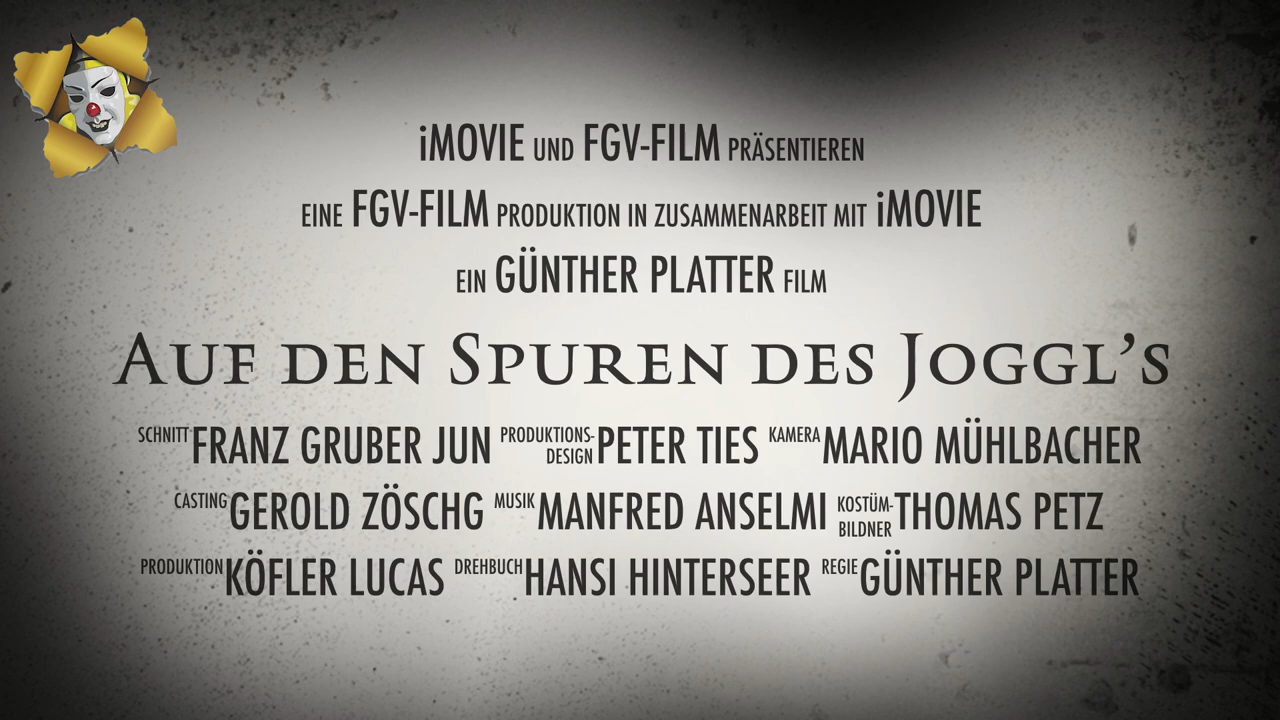 iMOVIE UND FGV-FILM PRÄSENTIEREN
EINE FGV-FILM PRODUKTION IN ZUSAMMENARBEIT MIT iMOVIE
EIN GÜNTHER PLATTER FILM
AUF DEN SPUREN DES JOGGL'S
SCHNITT FRANZ GRUBER JUN PRODUKTIONS-DESIGN PETER TIES KAMERA MARIO MÜHLBACHER
CASTING GEROLD ZÖSCHG MUSIK MANFRED ANSELMI KOSTÜM-BILDNER THOMAS PETZ
PRODUKTION KÖFLER LUCAS DREHBUCH HANSI HINTERSEER REGIE GÜNTHER PLATTER